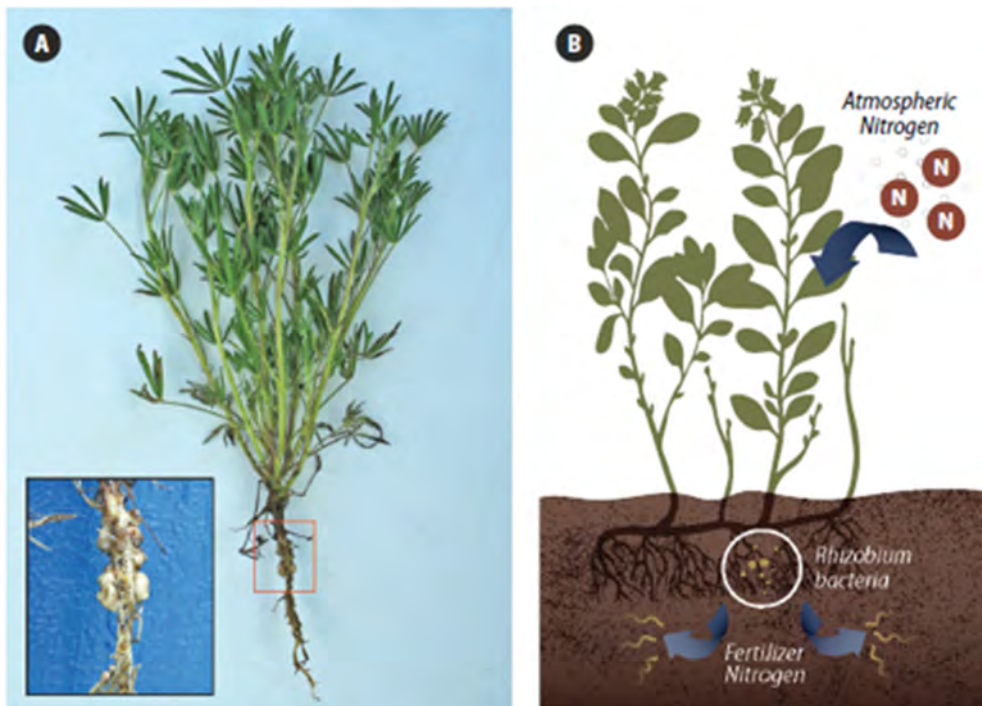 A
B
Atmospheric
Nitrogen
N
N
N
Rhizobium
bacteria
Fertilizer
Nitrogen